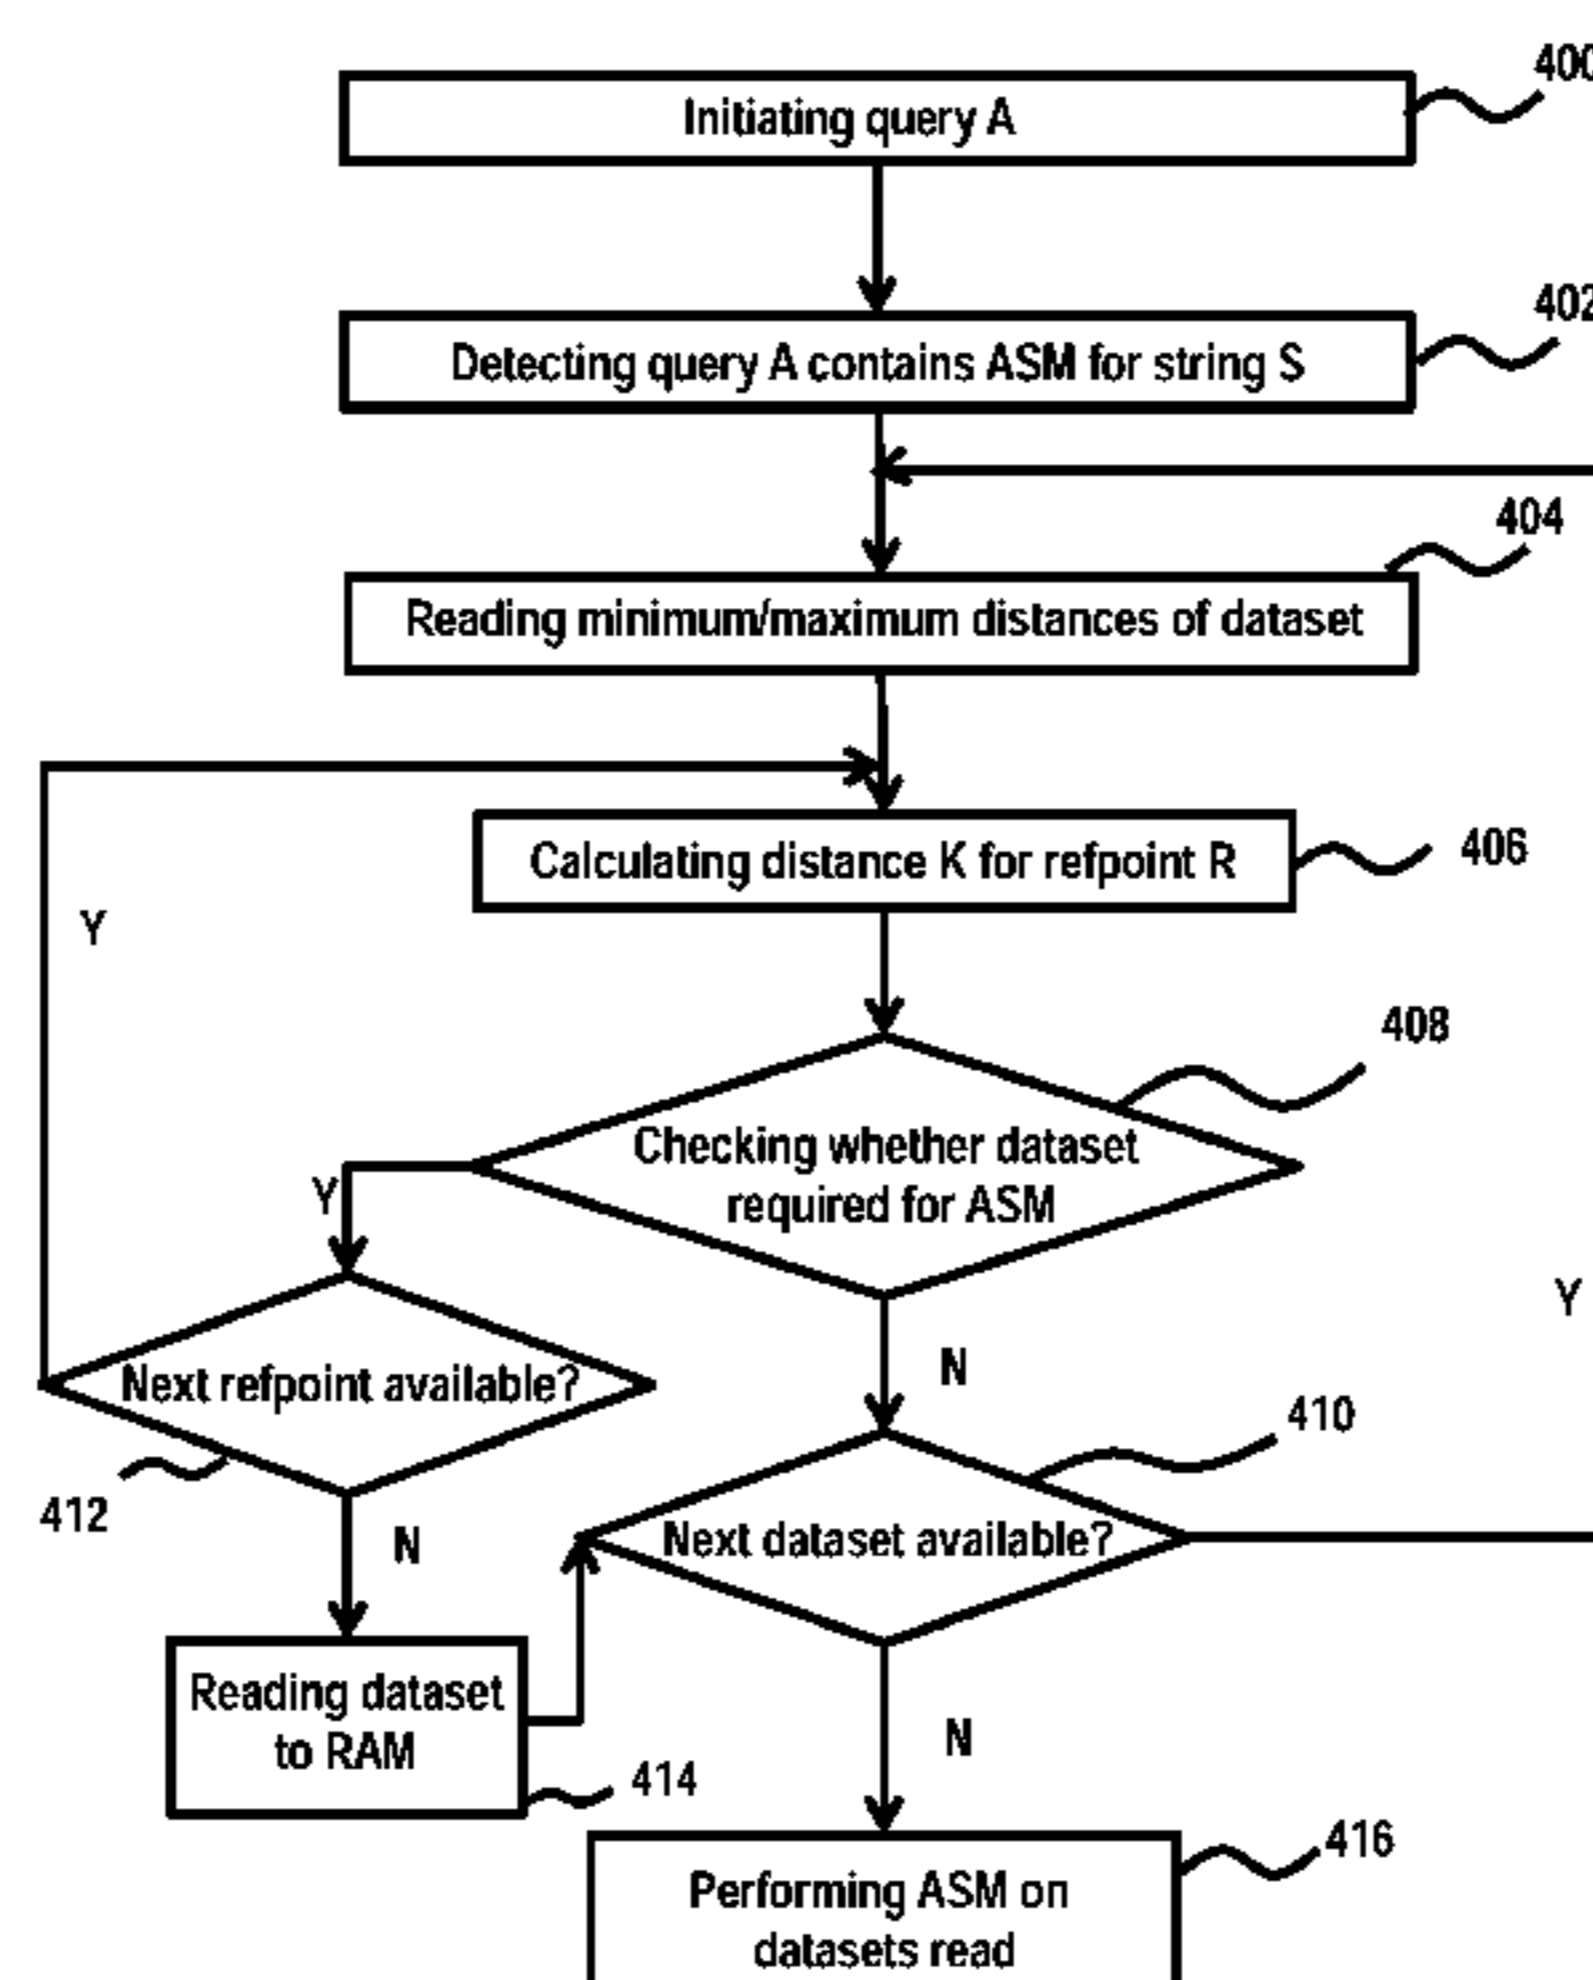 400
Initiating query A
402
Detecting query A contains ASM for string S
404
Reading minimum/maximum distances of dataset
Calculating distance K for refpoint R
406
Y
408
Checking whether dataset
required for ASM
Y
Y
Next refpoint available?
N
410
412
Next dataset available?
N
Reading dataset
to RAM
N
414
416
Performing ASM on
datasets read